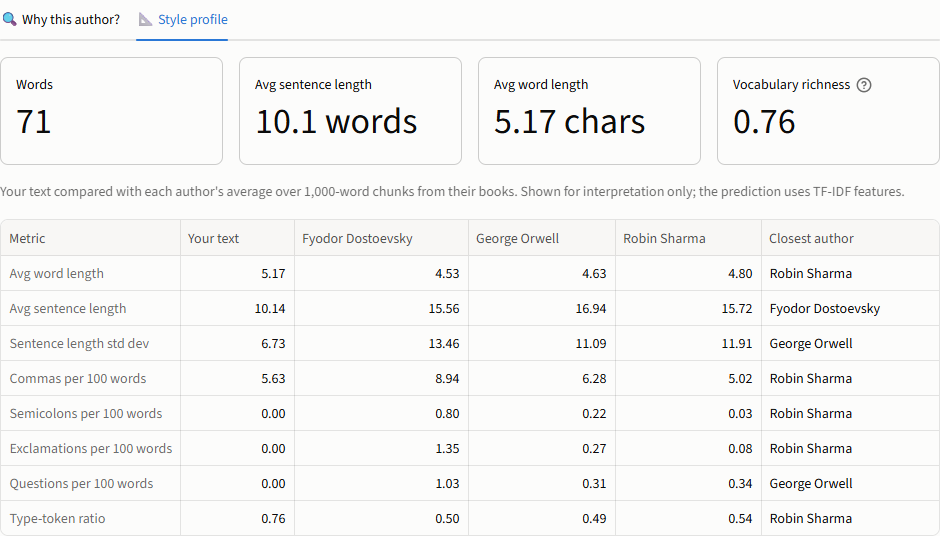 Why this author?
Style profile
Words
Avg sentence length
Avg word length
Vocabulary richness
71
10.1 words
5.17 chars
0.76
Your text compared with each author's average over 1,000-word chunks from their books. Shown for interpretation only; the prediction uses TF-IDF features.
Metric Your text Fyodor Dostoevsky George Orwell Robin Sharma Closest author
Avg word length 5.17 4.53 4.63 4.80 Robin Sharma
Avg sentence length 10.14 15.56 16.94 15.72 Fyodor Dostoevsky
Sentence length std dev 6.73 13.46 11.09 11.91 George Orwell
Commas per 100 words 5.63 8.94 6.28 5.02 Robin Sharma
Semicolons per 100 words 0.00 0.80 0.22 0.03 Robin Sharma
Exclamations per 100 words 0.00 1.35 0.27 0.08 Robin Sharma
Questions per 100 words 0.00 1.03 0.31 0.34 George Orwell
Type-token ratio 0.76 0.50 0.49 0.54 Robin Sharma